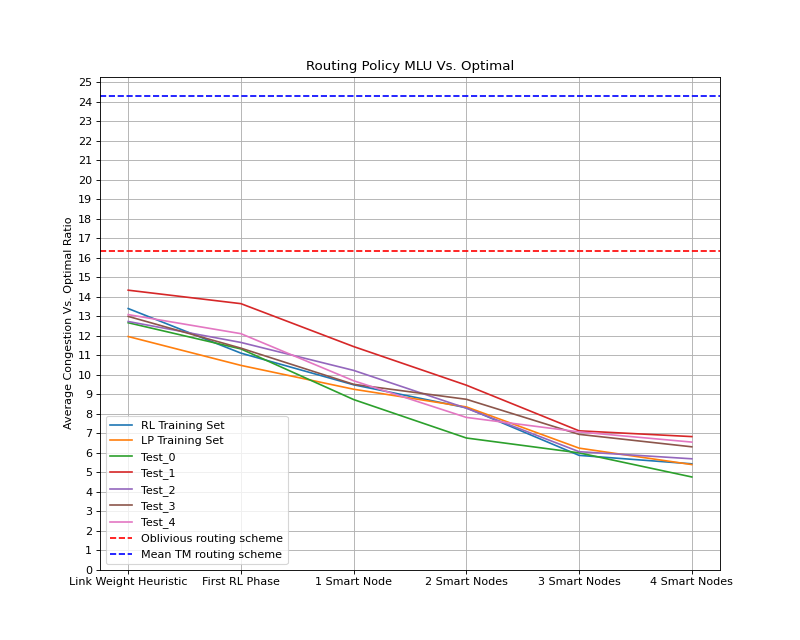 Routing Policy MLU Vs. Optimal
Average Congestion Vs. Optimal Ratio
25
24
23
22
21
20
19
18
17
16
15
14
13
12
11
10
9
8
7
6
5
4
3
2
1
0
RL Training Set
LP Training Set
Test_0
Test_1
Test_2
Test_3
Test_4
Oblivious routing scheme
Mean TM routing scheme
Link Weight Heuristic First RL Phase 1 Smart Node 2 Smart Nodes 3 Smart Nodes 4 Smart Nodes